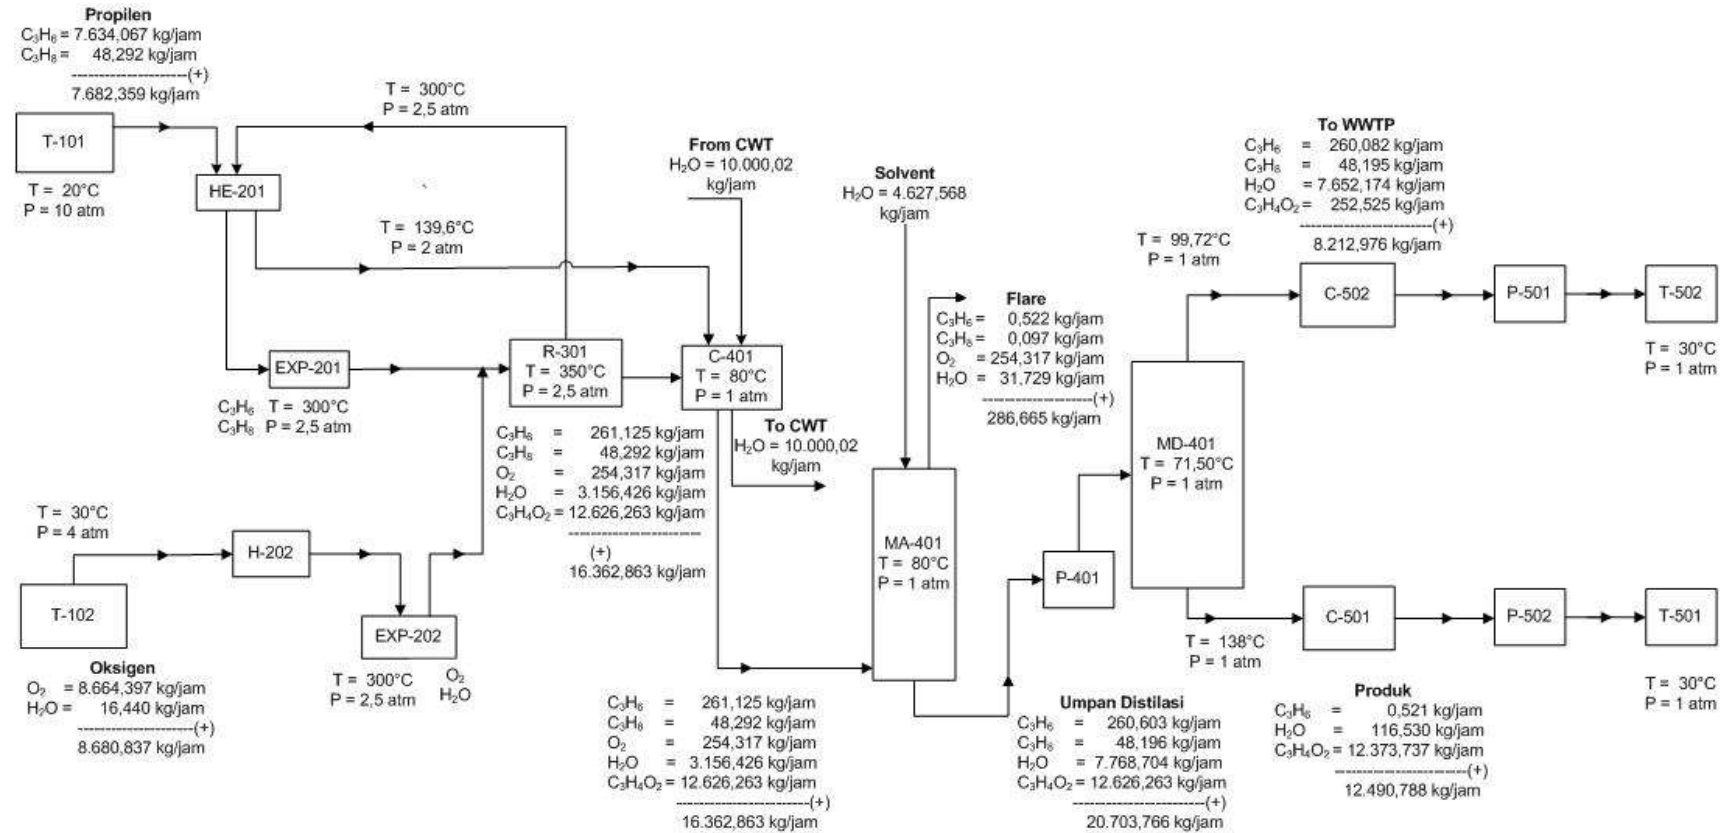 Propilen
C₃H₆ = 7.634,067 kg/jam
C₃H₈ = 48,292 kg/jam
----------------------(+)
7.682,359 kg/jam
T-101
T = 20°C
P = 10 atm
HE-201
T = 300°C
P = 2,5 atm
T = 139,6°C
P = 2 atm
From CWT
H₂O = 10.000,02
kg/jam
Solvent
H₂O = 4.627,568
kg/jam
EXP-201
C₃H₆ T = 300°C
C₃H₈ P = 2,5 atm
R-301
T = 350°C
P = 2,5 atm
C-401
T = 80°C
P = 1 atm
To CWT
H₂O = 10.000,02
kg/jam
C₃H₆ = 261,125 kg/jam
C₃H₈ = 48,292 kg/jam
O₂ = 254,317 kg/jam
H₂O = 3.156,426 kg/jam
C₃H₄O₂ = 12.626,263 kg/jam
-------------------------
(+)
16.362,863 kg/jam
T = 30°C
P = 4 atm
H-202
T-102
Oksigen
O₂ = 8.664,397 kg/jam
H₂O = 16,440 kg/jam
--------------------------(+)
8.680,837 kg/jam
EXP-202
T = 300°C
P = 2,5 atm
O₂
H₂O
C₃H₆ = 261,125 kg/jam
C₃H₈ = 48,292 kg/jam
O₂ = 254,317 kg/jam
H₂O = 3.156,426 kg/jam
C₃H₄O₂ = 12.626,263 kg/jam
-------------------------(+)
16.362,863 kg/jam
Flare
C₃H₆ = 0,522 kg/jam
C₃H₈ = 0,097 kg/jam
O₂ = 254,317 kg/jam
H₂O = 31,729 kg/jam
---------------------(+)
286,665 kg/jam
MA-401
T = 80°C
P = 1 atm
P-401
Umpan Distilasi
C₃H₆ = 260,603 kg/jam
C₃H₈ = 48,196 kg/jam
H₂O = 7.768,704 kg/jam
C₃H₄O₂ = 12.626,263 kg/jam
-------------------------(+)
20.703,766 kg/jam
MD-401
T = 71,50°C
P = 1 atm
T = 99,72°C
P = 1 atm
To WWTP
C₃H₆ = 260,082 kg/jam
C₃H₈ = 48,195 kg/jam
H₂O = 7.652,174 kg/jam
C₃H₄O₂ = 252,525 kg/jam
-------------------------(+)
8.212,976 kg/jam
C-502
P-501
T-502
T = 30°C
P = 1 atm
T = 138°C
P = 1 atm
C-501
P-502
T-501
Produk
C₃H₆ = 0,521 kg/jam
H₂O = 116,530 kg/jam
C₃H₄O₂ = 12.373,737 kg/jam
-------------------------(+)
12.490,788 kg/jam
T = 30°C
P = 1 atm